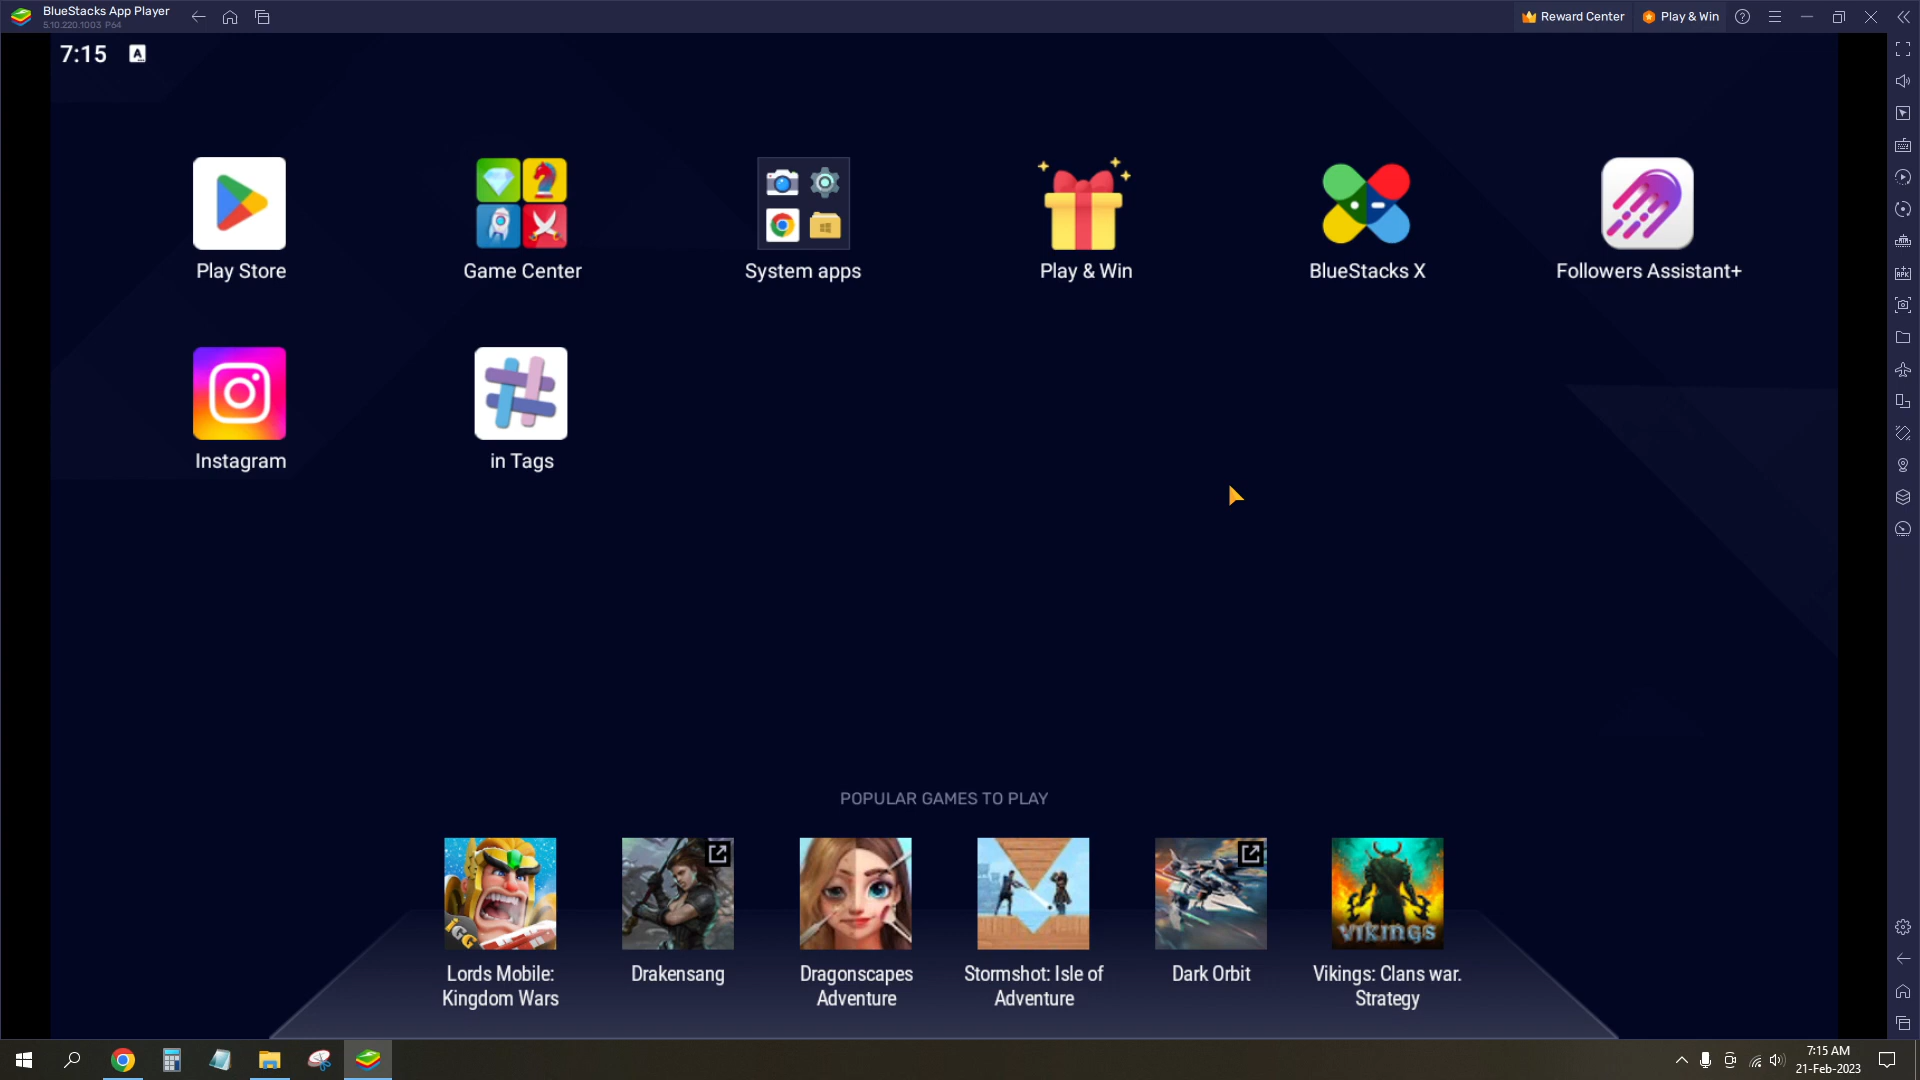 BlueStacks App Player
5.10.220.1003 P64
Reward Center
Play & Win
7:15
A
Play Store
Game Center
System apps
Play & Win
BlueStacks X
Followers Assistant+
Instagram
in Tags
POPULAR GAMES TO PLAY
IGG
VIKINGS
Lords Mobile:
Kingdom Wars
Drakensang
Dragonscapes
Adventure
Stormshot: Isle of
Adventure
Dark Orbit
Vikings: Clans war.
Strategy
7:15 AM
21-Feb-2023